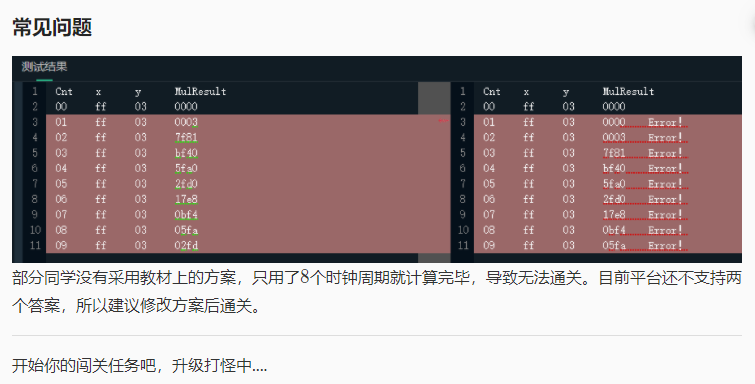 常见问题
测试结果
1 Cnt x y MulResult 1 Cnt x y MulResult
2 00 ff 03 0000 2 00 ff 03 0000
3 01 ff 03 0003 3 01 ff 03 0000 Error!
4 02 ff 03 7f81 4 02 ff 03 0003 Error!
5 03 ff 03 bf40 5 03 ff 03 7f81 Error!
6 04 ff 03 5fa0 6 04 ff 03 bf40 Error!
7 05 ff 03 2fd0 7 05 ff 03 5fa0 Error!
8 06 ff 03 17e8 8 06 ff 03 2fd0 Error!
9 07 ff 03 0bf4 9 07 ff 03 17e8 Error!
10 08 ff 03 05fa 10 08 ff 03 0bf4 Error!
11 09 ff 03 02fd 11 09 ff 03 05fa Error!
部分同学没有采用教材上的方案，只用了8个时钟周期就计算完毕，导致无法通关。目前平台还不支持两
个答案，所以建议修改方案后通关。
开始你的闯关任务吧，升级打怪中....